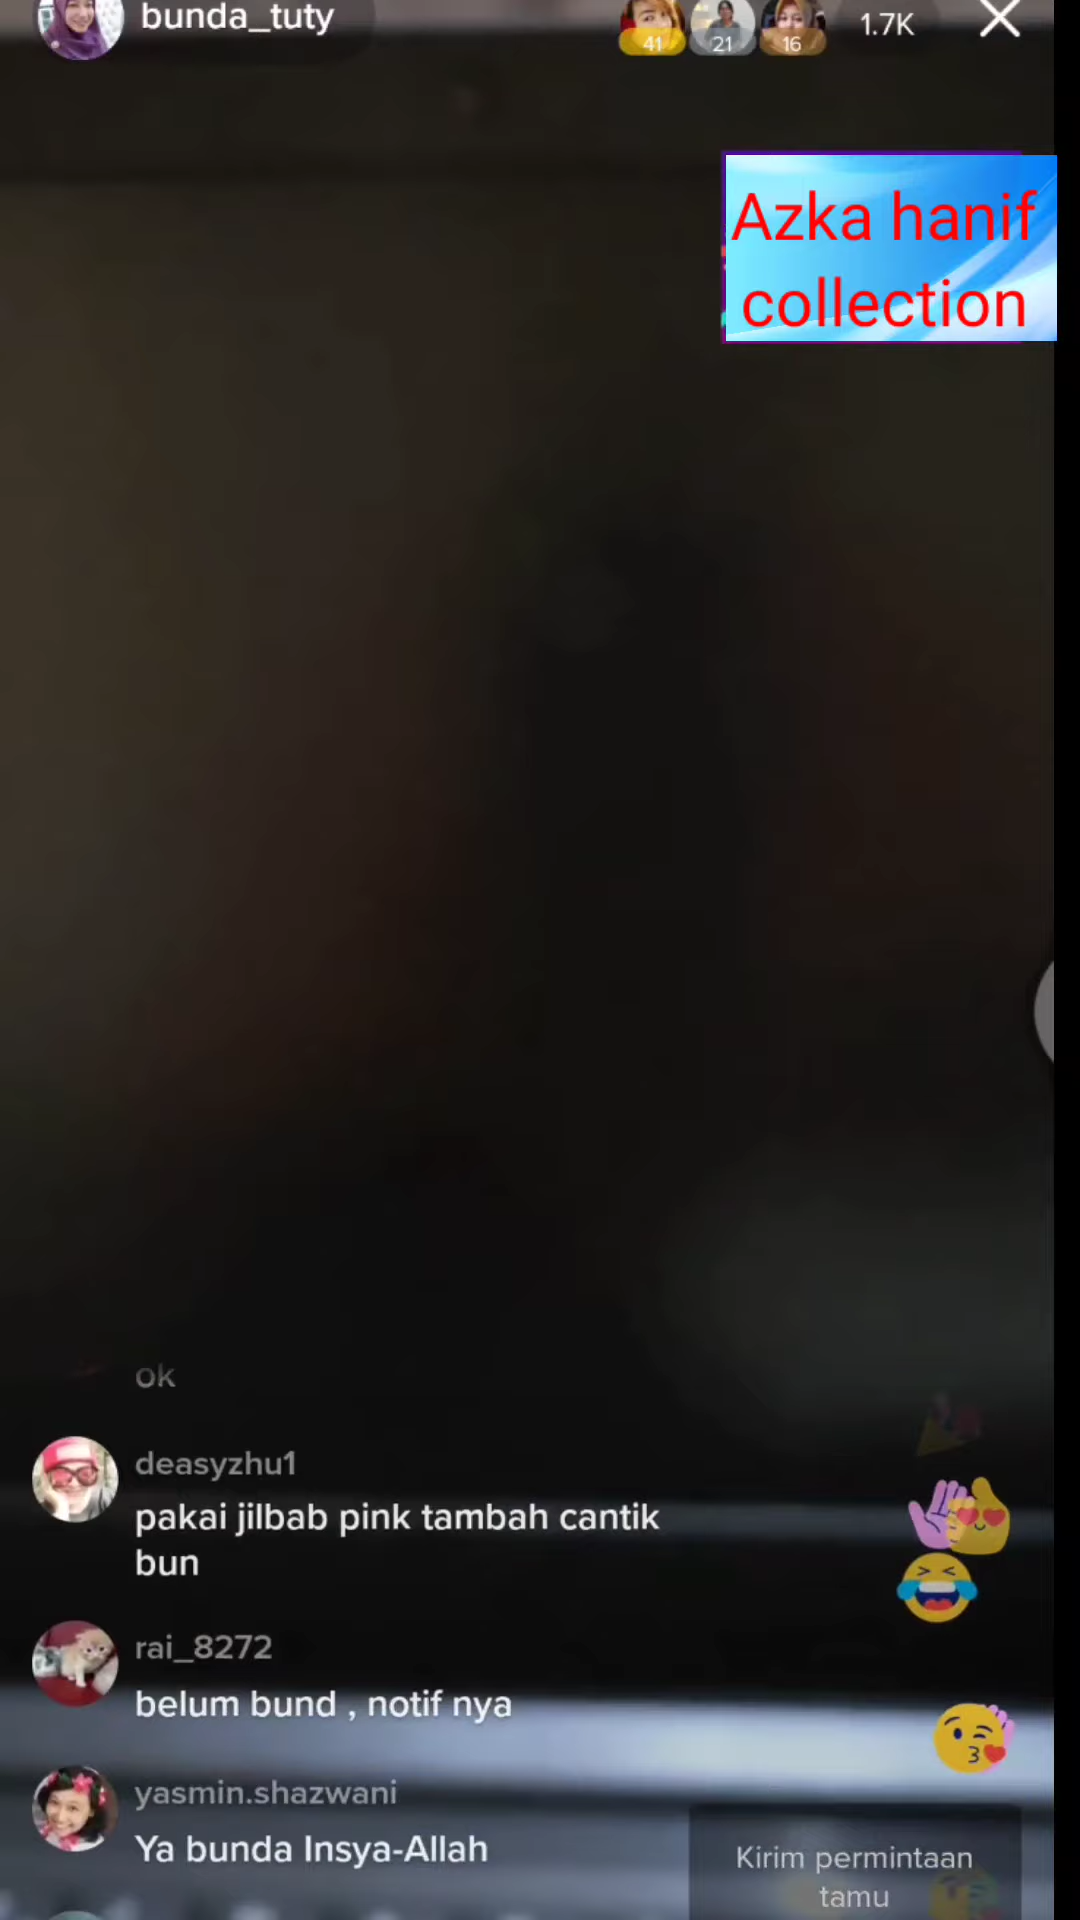 bunda_tuty
41
21
16
1.7K
Azka hanif
collection
ok
deasyzhu1
pakai jilbab pink tambah cantik
bun
rai_8272
belum bund , notif nya
yasmin.shazwani
Ya bunda Insya-Allah
Kirim permintaan
tamu